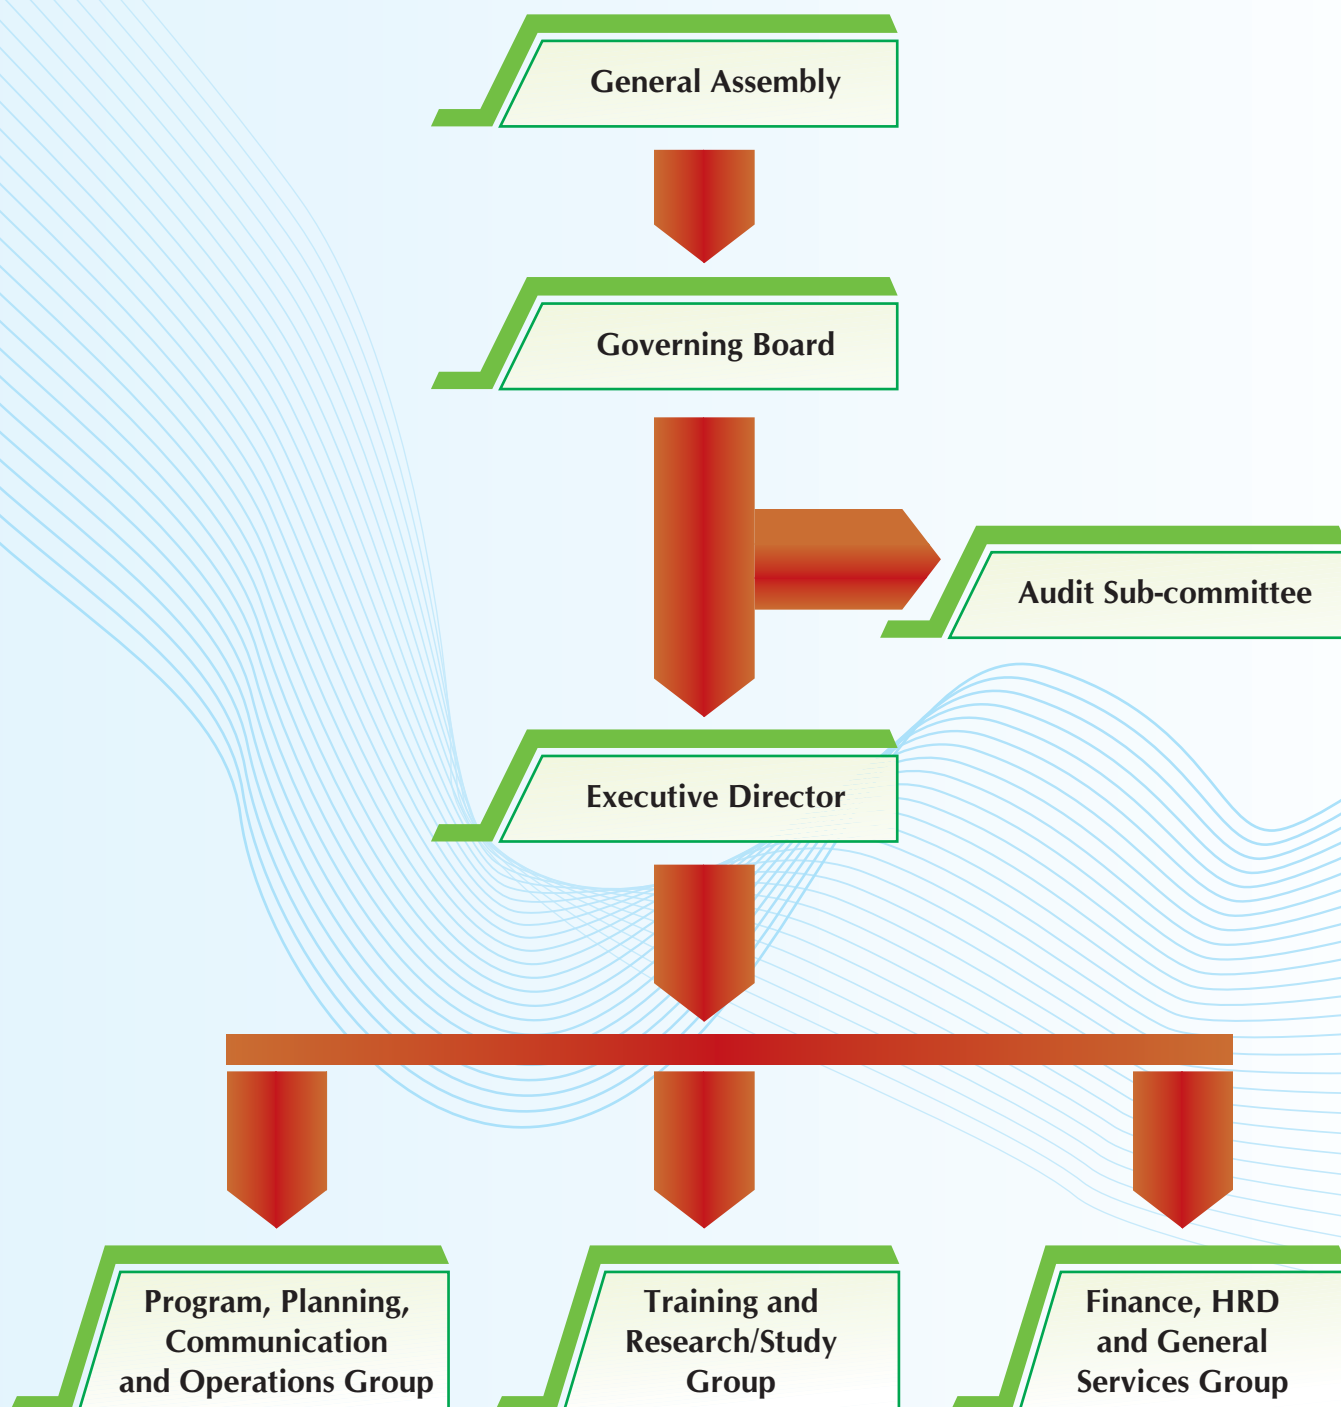 General Assembly
Governing Board
Audit Sub-committee
Executive Director
Program, Planning,
Communication
and Operations Group
Training and
Research/Study
Group
Finance, HRD
and General
Services Group